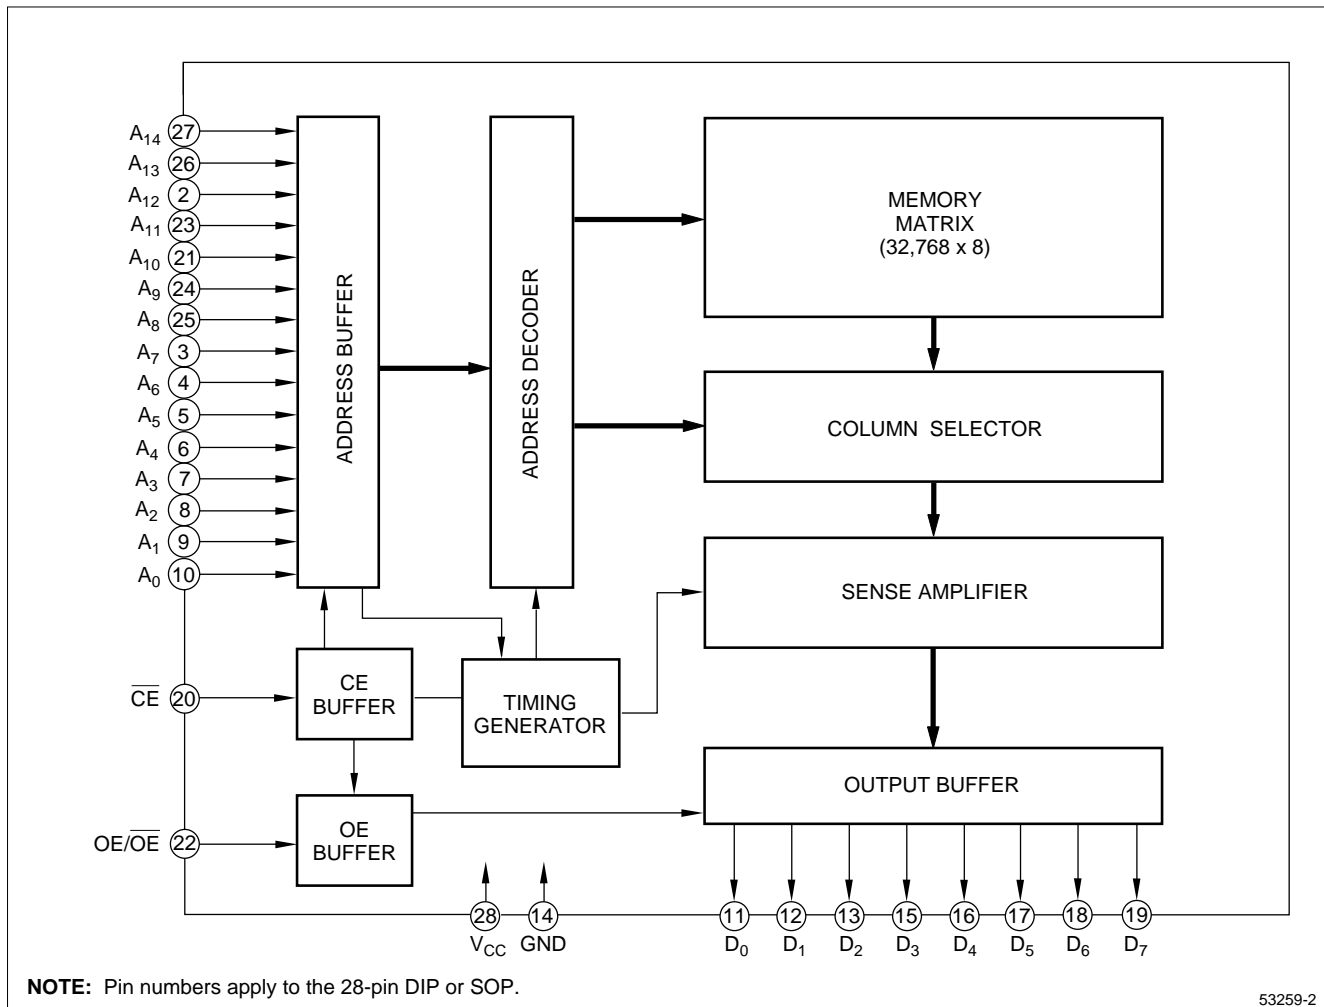 A14 27
A13 26
A12 2
A11 23
A10 21
A9 24
A8 25
A7 3
A6 4
A5 5
A4 6
A3 7
A2 8
A1 9
A0 10
ADDRESS BUFFER
ADDRESS DECODER
MEMORY
MATRIX
(32,768 x 8)
COLUMN SELECTOR
SENSE AMPLIFIER
C̅E̅ 20
CE
BUFFER
TIMING
GENERATOR
OUTPUT BUFFER
OE/O̅E̅ 22
OE
BUFFER
28 14 11 12 13 15 16 17 18 19
VCC GND D0 D1 D2 D3 D4 D5 D6 D7
NOTE: Pin numbers apply to the 28-pin DIP or SOP.
53259-2